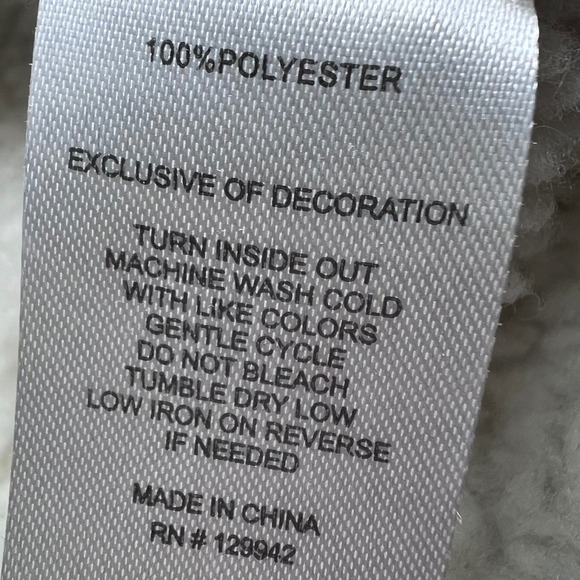 100%POLYESTER
EXCLUSIVE OF DECORATION
TURN INSIDE OUT
MACHINE WASH COLD
WITH LIKE COLORS
GENTLE CYCLE
DO NOT BLEACH
TUMBLE DRY LOW
LOW IRON ON REVERSE
IF NEEDED
MADE IN CHINA
RN # 129942